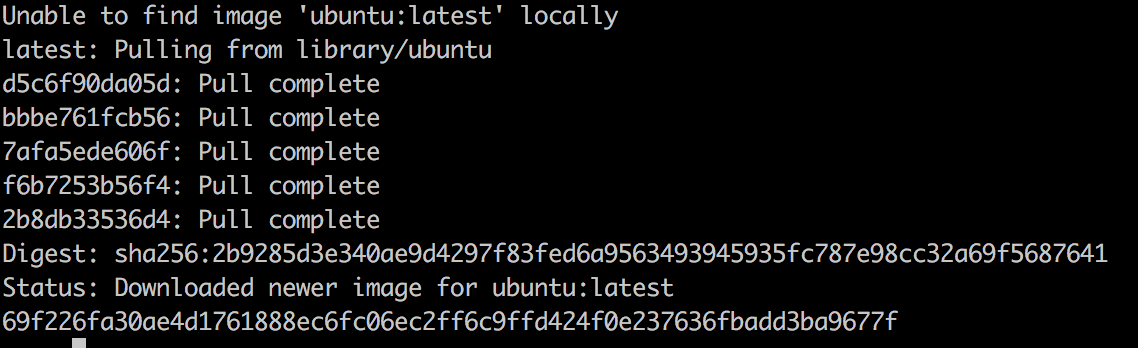 Unable to find image 'ubuntu:latest' locally
latest: Pulling from library/ubuntu
d5c6f90da05d: Pull complete
bbbe761fcb56: Pull complete
7afa5ede606f: Pull complete
f6b7253b56f4: Pull complete
2b8db33536d4: Pull complete
Digest: sha256:2b9285d3e340ae9d4297f83fed6a9563493945935fc787e98cc32a69f5687641
Status: Downloaded newer image for ubuntu:latest
69f226fa30ae4d1761888ec6fc06ec2ff6c9ffd424f0e237636fbadd3ba9677f